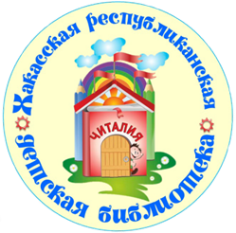 Хакасская республиканская
детская библиотека
ЧИТАЛИЯ